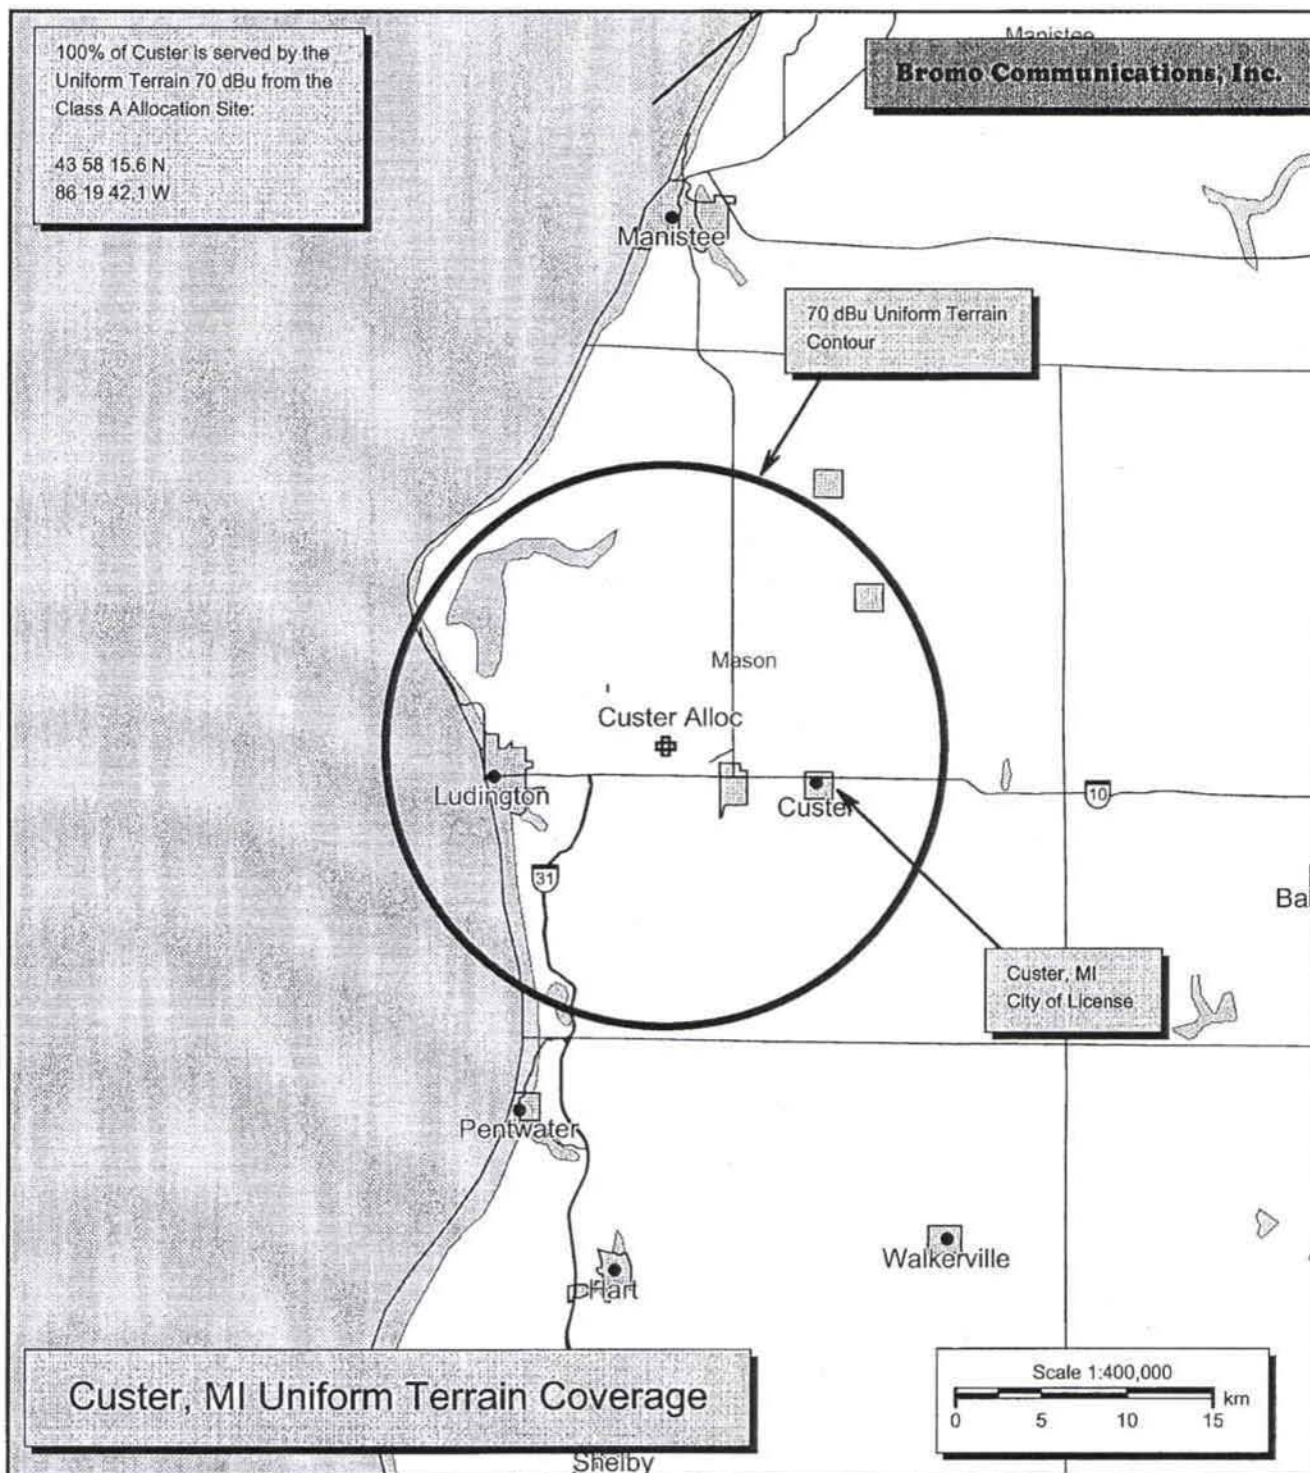 100% of Custer is served by the
Uniform Terrain 70 dBu from the
Class A Allocation Site:
43 58 15.6 N
86 19 42.1 W
Manistee
Bromo Communications, Inc.
Manistee
70 dBu Uniform Terrain
Contour
Mason
Custer Alloc
Ludington
Custer
10
31
Custer, MI
City of License
Pentwater
Walkerville
Hart
Custer, MI Uniform Terrain Coverage
Scale 1:400,000
0 5 10 15 km
Shelby